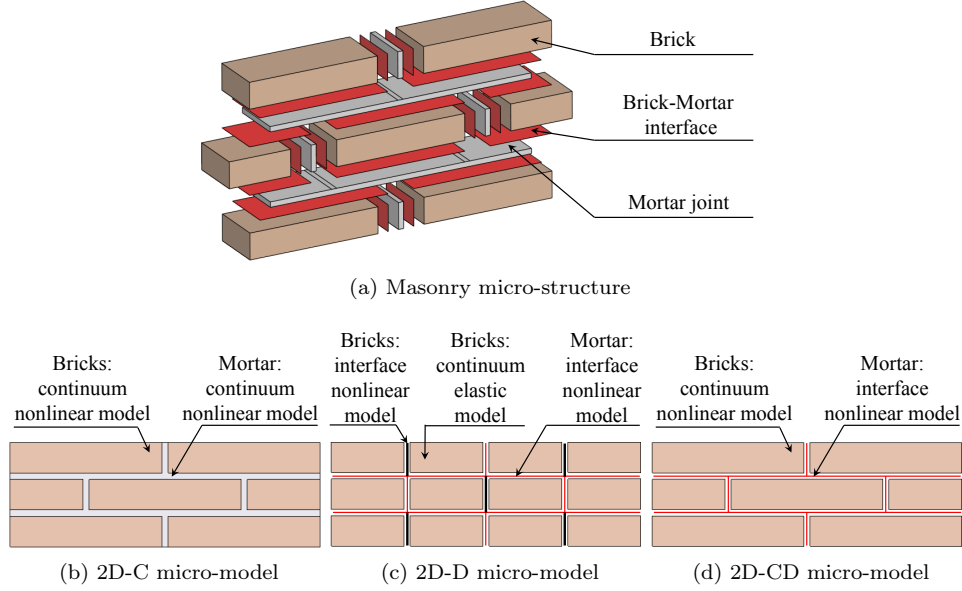 Brick
Brick-Mortar
interface
Mortar joint
(a) Masonry micro-structure
Bricks:
continuum
nonlinear model
Mortar:
continuum
nonlinear model
Bricks:
interface
nonlinear
model
Bricks:
continuum
elastic
model
Mortar:
interface
nonlinear
model
Bricks:
continuum
nonlinear model
Mortar:
interface
nonlinear model
(b) 2D-C micro-model
(c) 2D-D micro-model
(d) 2D-CD micro-model